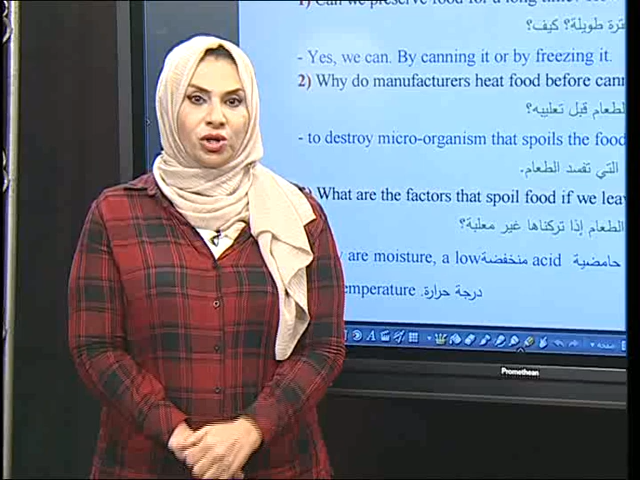 1) Can we preserve food for a long time?
فترة طويلة؟ كيف؟
- Yes, we can. By canning it or by freezing it.
2) Why do manufacturers heat food before cann
الطعام قبل تعليبه؟
- to destroy micro-organism that spoils the food
التي تفسد الطعام.
What are the factors that spoil food if we lea
الطعام إذا تركناها غير معلبة؟
y are moisture, a low منخفضة acid حامضية
emperature درجة حرارة.
Promethean